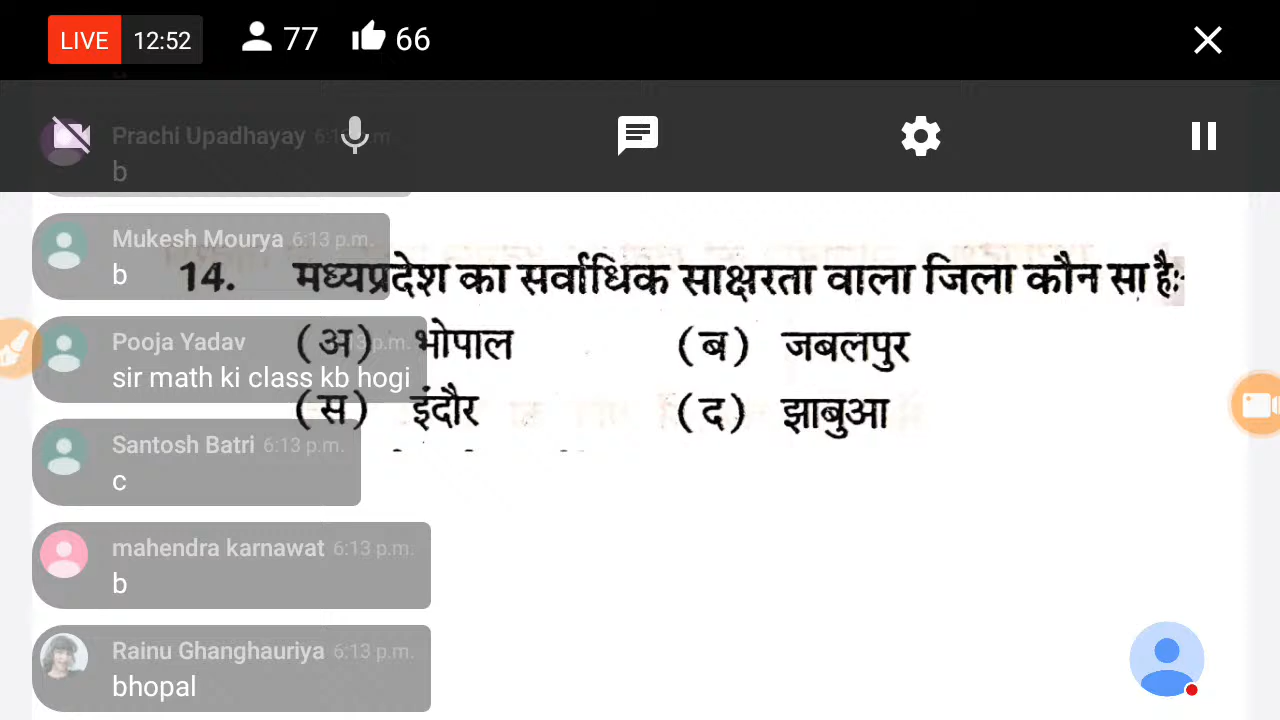 LIVE 12:52 77 66
Prachi Upadhayay
b
Mukesh Mourya 6:13 p.m.
b
14. मध्यप्रदेश का सर्वाधिक साक्षरता वाला जिला कौन सा है:-
(अ) भोपाल (ब) जबलपुर
Pooja Yadav
sir math ki class kb hogi
(स) इंदौर (द) झाबुआ
Santosh Batri 6:13 p.m.
c
mahendra karnawat 6:13 p.m.
b
Rainu Ghanghauriya 6:13 p.m.
bhopal